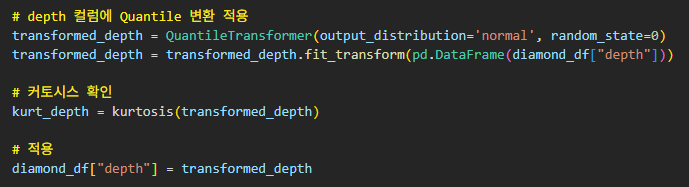 # depth 컬럼에 Quantile 변환 적용
transformed_depth = QuantileTransformer(output_distribution='normal', random_state=0)
transformed_depth = transformed_depth.fit_transform(pd.DataFrame(diamond_df["depth"]))
# 커토시스 확인
kurt_depth = kurtosis(transformed_depth)
# 적용
diamond_df["depth"] = transformed_depth